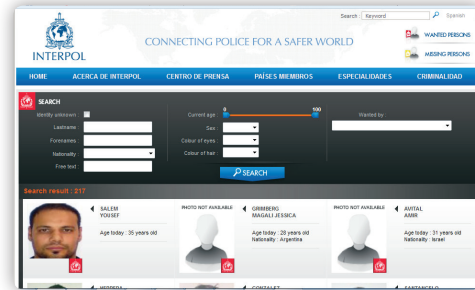 Search : Keyword Spanish
INTERPOL
CONNECTING POLICE FOR A SAFER WORLD
WANTED PERSONS
MISSING PERSONS
HOME ACERCA DE INTERPOL CENTRO DE PRENSA PAÍSES MIEMBROS ESPECIALIDADES CRIMINALIDAD
SEARCH
Identity unknown :
Lastname :
Forenames :
Nationality :
Free text :
Current age : 0 100
Sex :
Colour of eyes :
Colour of hair :
Wanted by
SEARCH
Search result : 217
SALEM
YOUSEF
Age today : 35 years old
PHOTO NOT AVAILABLE
GRIMBERG
MAGALI JESSICA
Age today : 28 years old
Nationality : Argentina
PHOTO NOT AVAILABLE
AVITAL
AMIR
Age today : 31 years old
Nationality : Israel